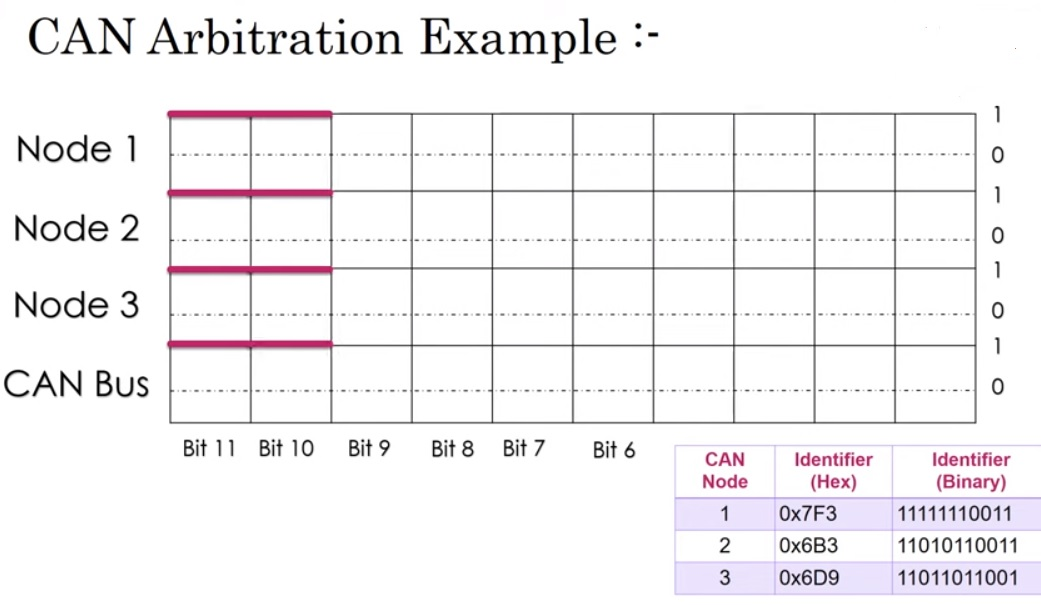 CAN Arbitration Example :-
1
Node 1
0
1
Node 2
0
1
Node 3
0
1
CAN Bus
0
Bit 11 Bit 10 Bit 9 Bit 8 Bit 7 Bit 6
CAN Node Identifier (Hex) Identifier (Binary)
1 0x7F3 11111110011
2 0x6B3 11010110011
3 0x6D9 11011011001